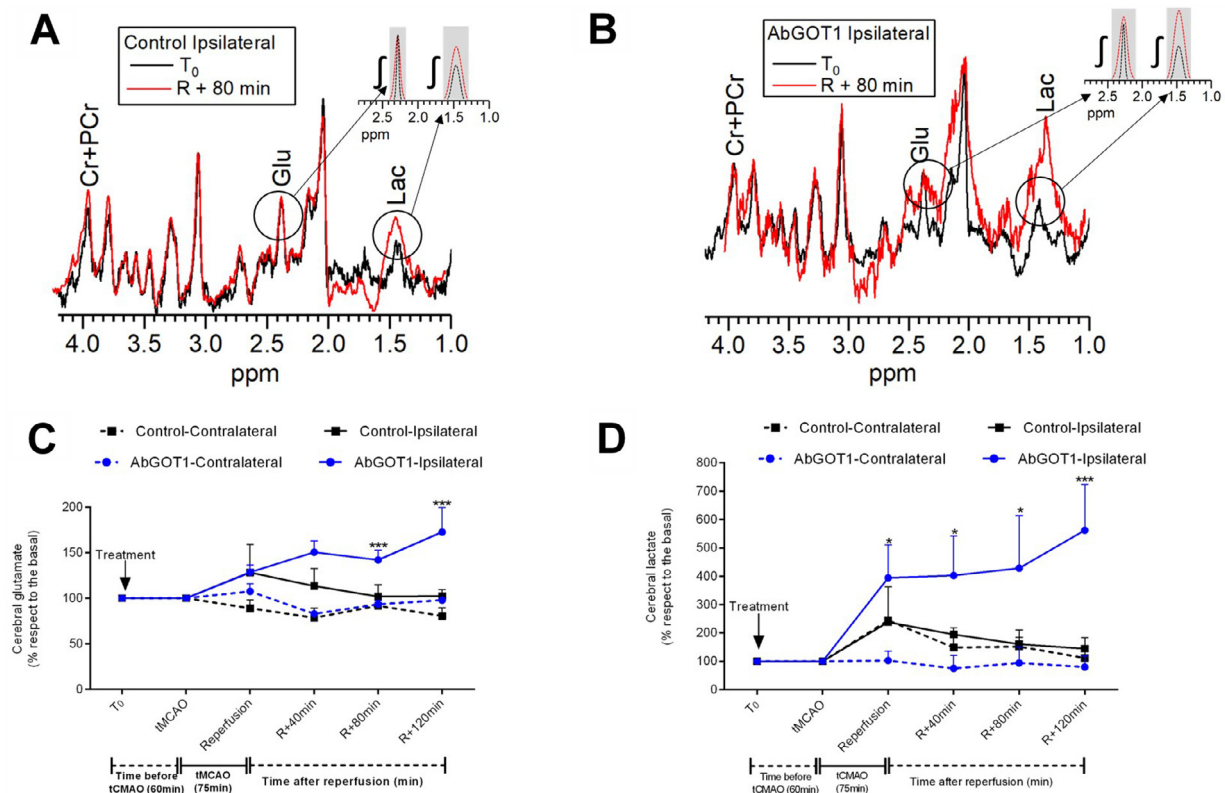 A
Control Ipsilateral
T₀
R + 80 min
∫ ∫
2.5 2.0 1.5 1.0
ppm
Cr+PCr
Glu
Lac
4.0 3.5 3.0 2.5 2.0 1.5 1.0
ppm
B
AbGOT1 Ipsilateral
T₀
R + 80 min
∫ ∫
2.5 2.0 1.5 1.0
ppm
Cr+PCr
Glu
Lac
4.0 3.5 3.0 2.5 2.0 1.5 1.0
ppm
C
Control-Contralateral Control-Ipsilateral
AbGOT1-Contralateral AbGOT1-Ipsilateral
Cerebral glutamate
(% respect to the basal)
200
150
100
50
0
Treatment
***
***
T₀ tMCAO Reperfusion R+40min R+80min R+120min
Time before
tCMAO (60min)
tMCAO
(75min)
Time after reperfusion (min)
D
Control-Contralateral Control-Ipsilateral
AbGOT1-Contralateral AbGOT1-Ipsilateral
Cerebral lactate
(% respect to the basal)
800
700
600
500
400
300
200
100
0
Treatment
*
*
*
***
T₀ tMCAO Reperfusion R+40min R+80min R+120min
Time before
tCMAO (60min)
tCMAO
(75min)
Time after reperfusion (min)